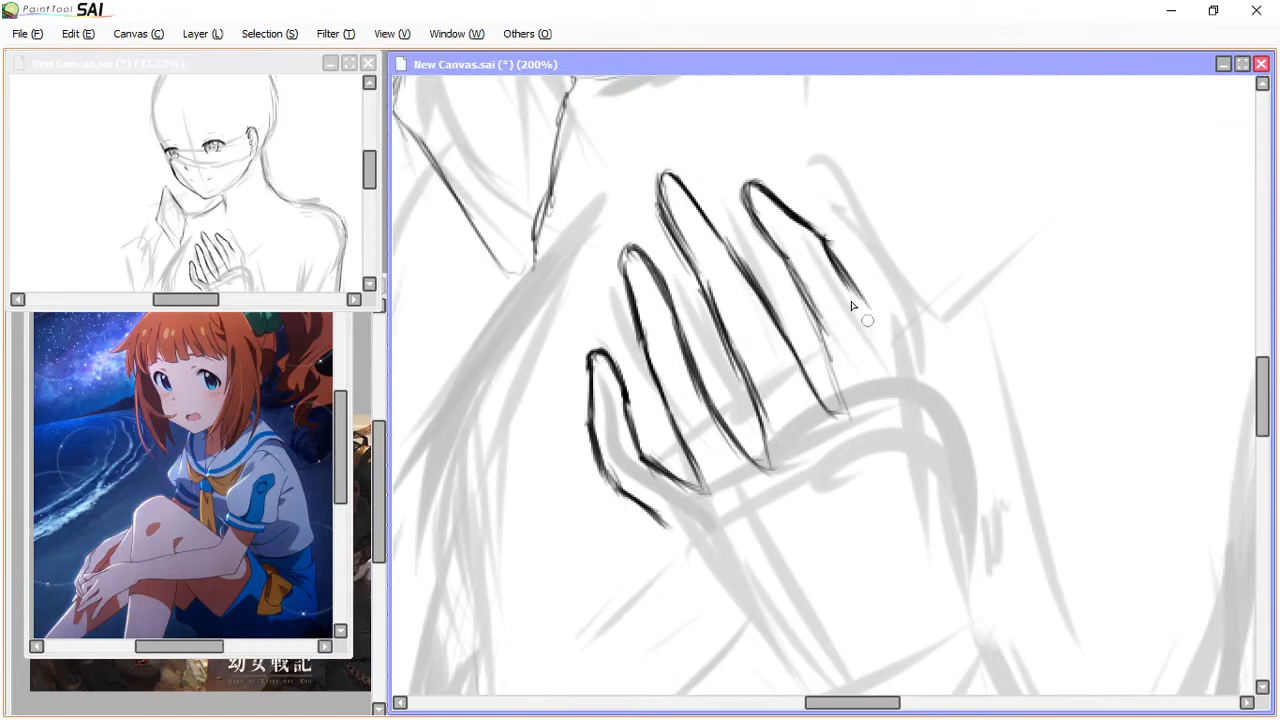 PaintTool SAI
File (F) Edit (E) Canvas (C) Layer (L) Selection (S) Filter (T) View (V) Window (W) Others (O)
New Canvas.sai (*) (33.33%)
New Canvas.sai (*) (200%)
幼女戦記